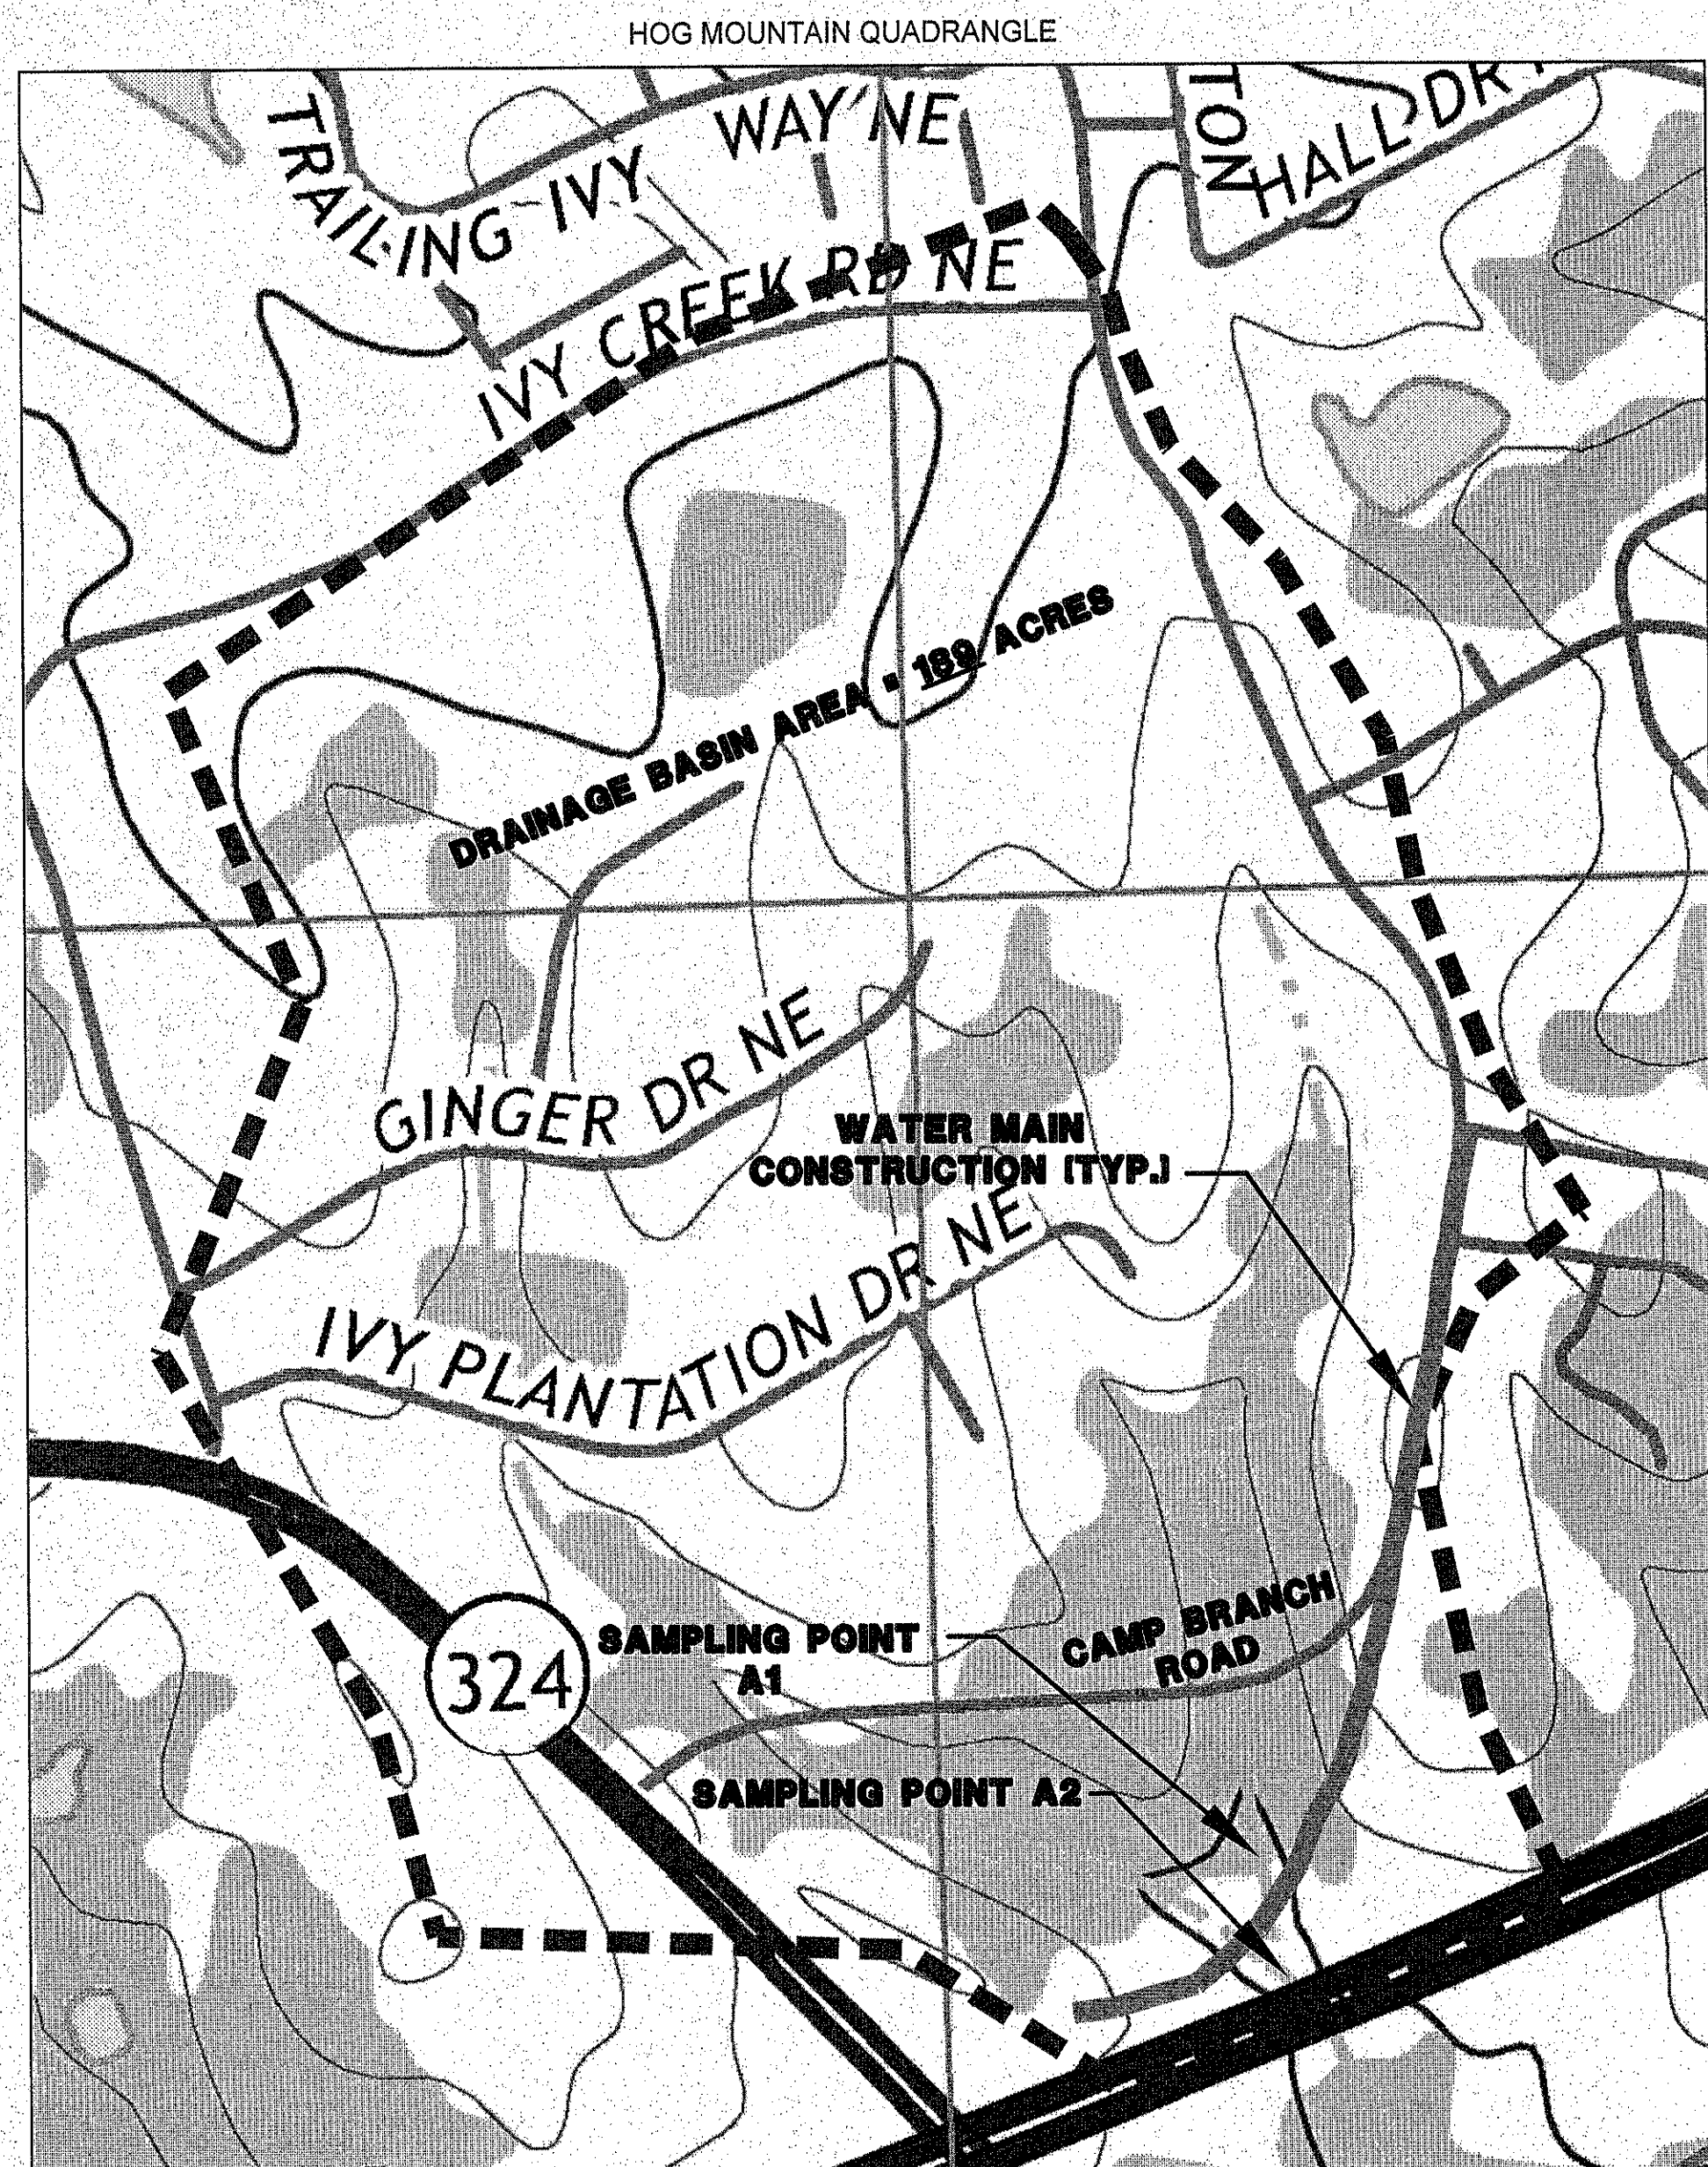 HOG MOUNTAIN QUADRANGLE
TRAILING IVY WAY NE
TON
HALL DR
IVY CREEK RD NE
DRAINAGE BASIN AREA • 189 ACRES
GINGER DR NE
WATER MAIN
CONSTRUCTION (TYP.)
IVY PLANTATION DR NE
CAMP BRANCH
ROAD
SAMPLING POINT
A1
324
SAMPLING POINT A2